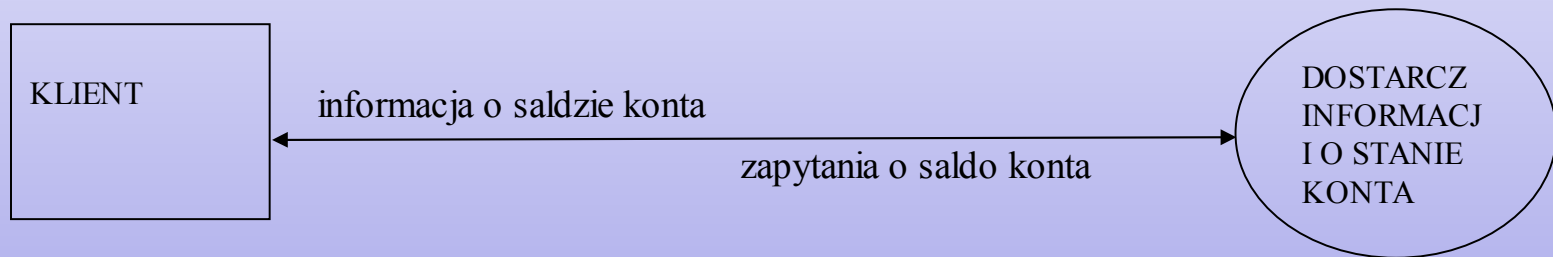 KLIENT
informacja o saldzie konta
zapytania o saldo konta
DOSTARCZ
INFORMACJ
I O STANIE
KONTA